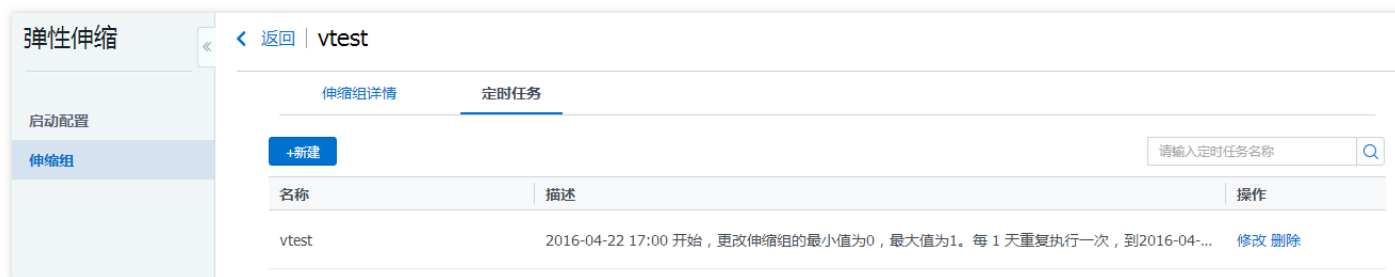 弹性伸缩
«
返回 | vtest
启动配置
伸缩组
伸缩组详情 定时任务
+新建 请输入定时任务名称
名称 描述 操作
vtest 2016-04-22 17:00 开始，更改伸缩组的最小值为0，最大值为1。每 1 天重复执行一次，到2016-04-... 修改 删除